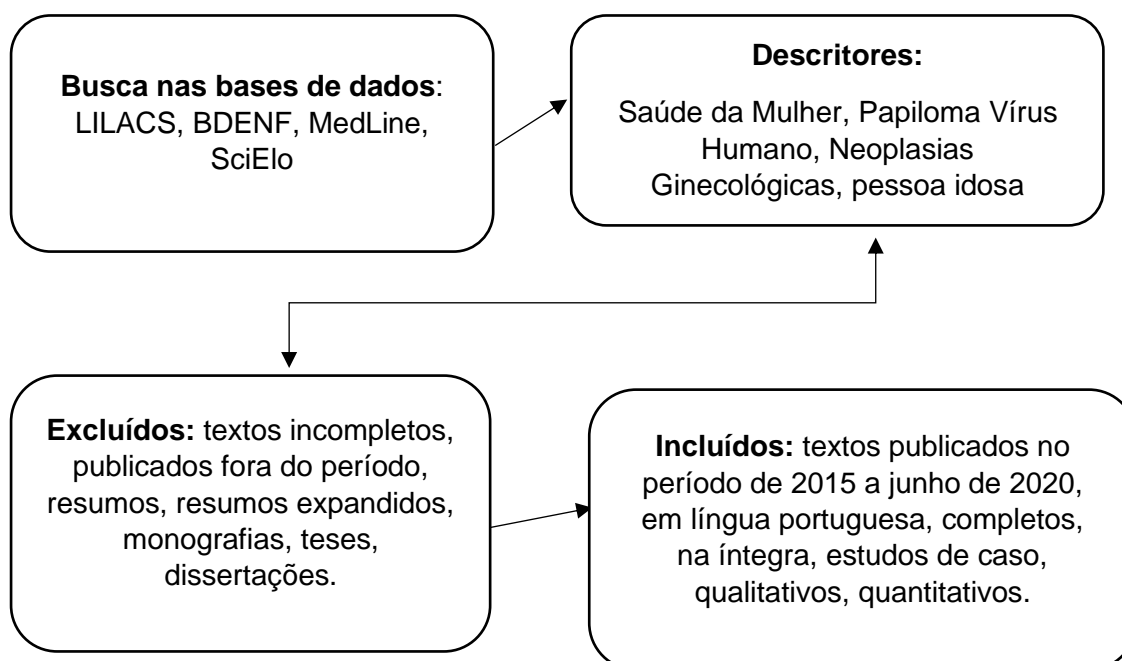 Busca nas bases de dados:
LILACS, BDENF, MedLine,
SciElo
Descritores:
Saúde da Mulher, Papiloma Vírus
Humano, Neoplasias
Ginecológicas, pessoa idosa
Excluídos: textos incompletos,
publicados fora do período,
resumos, resumos expandidos,
monografias, teses,
dissertações.
Incluídos: textos publicados no
período de 2015 a junho de 2020,
em língua portuguesa, completos,
na íntegra, estudos de caso,
qualitativos, quantitativos.